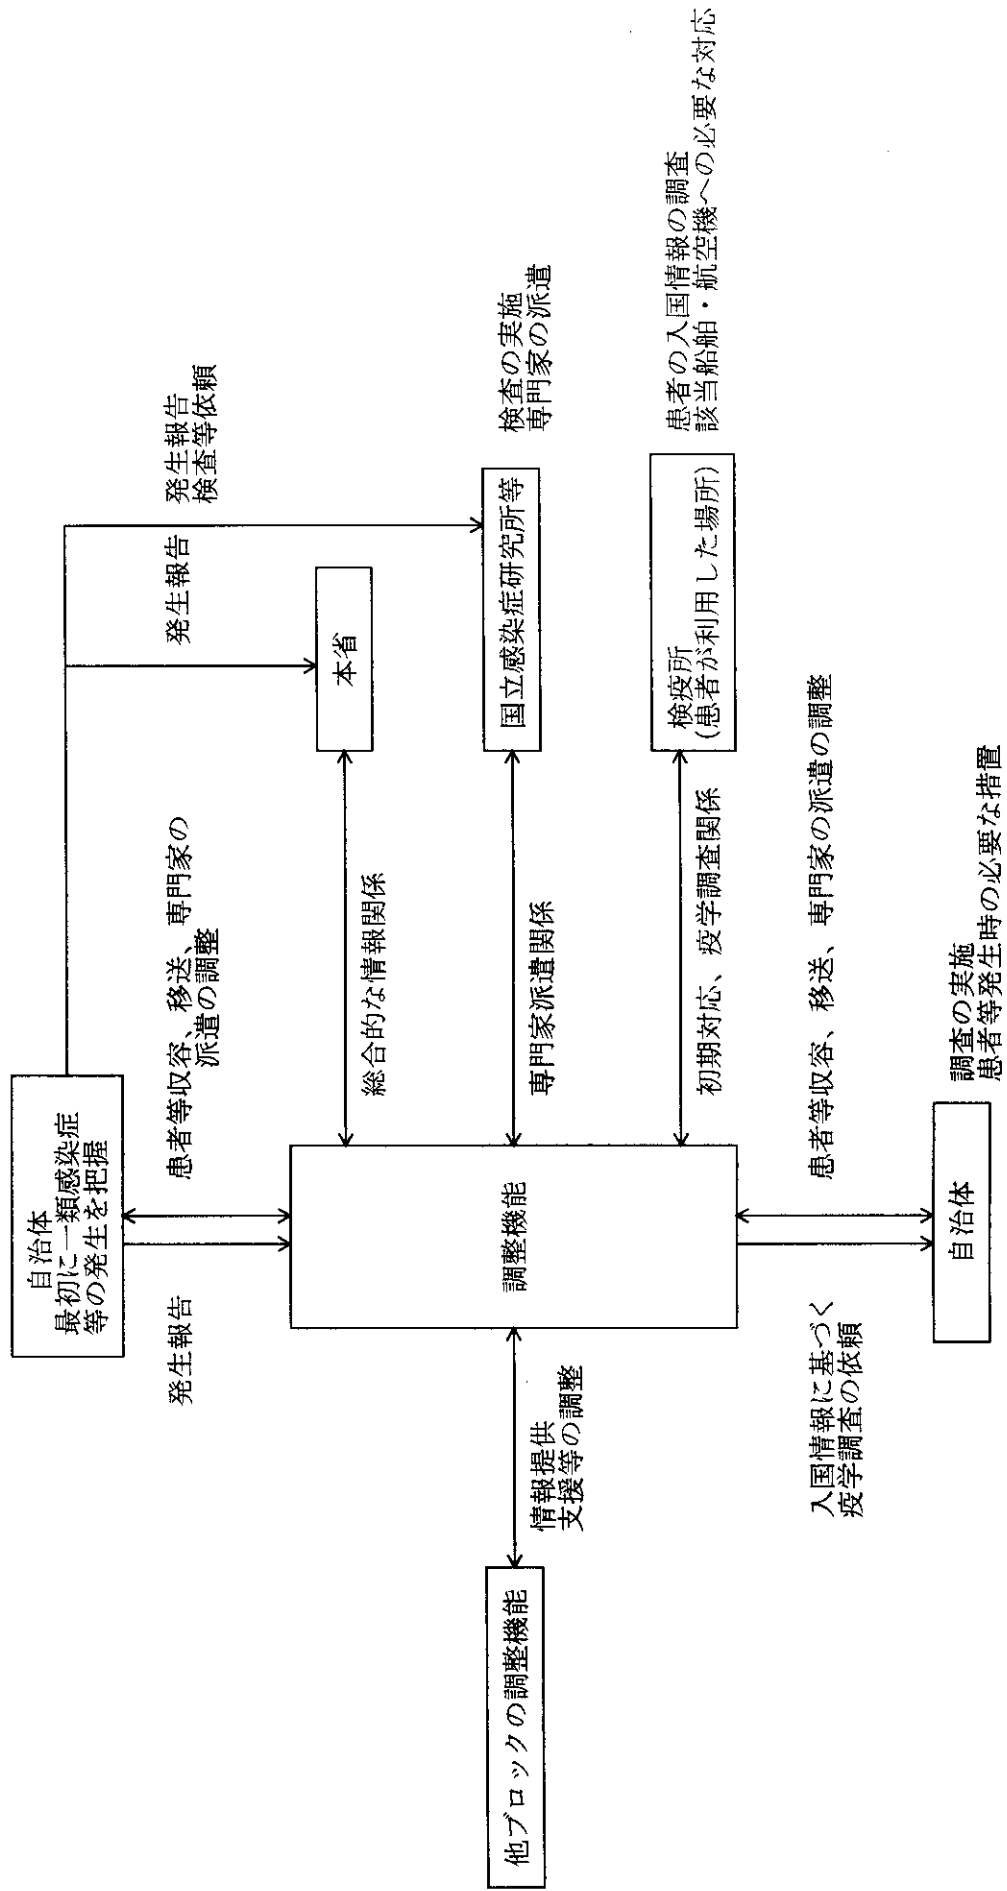 自治体
最初に一類感染症
等の発生を把握
発生報告
患者等収容、移送、専門家の
派遣の調整
発生報告
発生報告
検査等依頼
本省
総合的な情報関係
他ブロックの調整機能
情報提供
支援等の調整
調整機能
専門家派遣関係
国立感染症研究所等
検査の実施
専門家の派遣
初期対応、疫学調査関係
検疫所
(患者が利用した場所)
患者の入国情報の調査
該当船舶・航空機への必要な対応
入国情報に基づく
疫学調査の依頼
患者等収容、移送、専門家の派遣の調整
自治体
調査の実施
患者等発生時の必要な措置